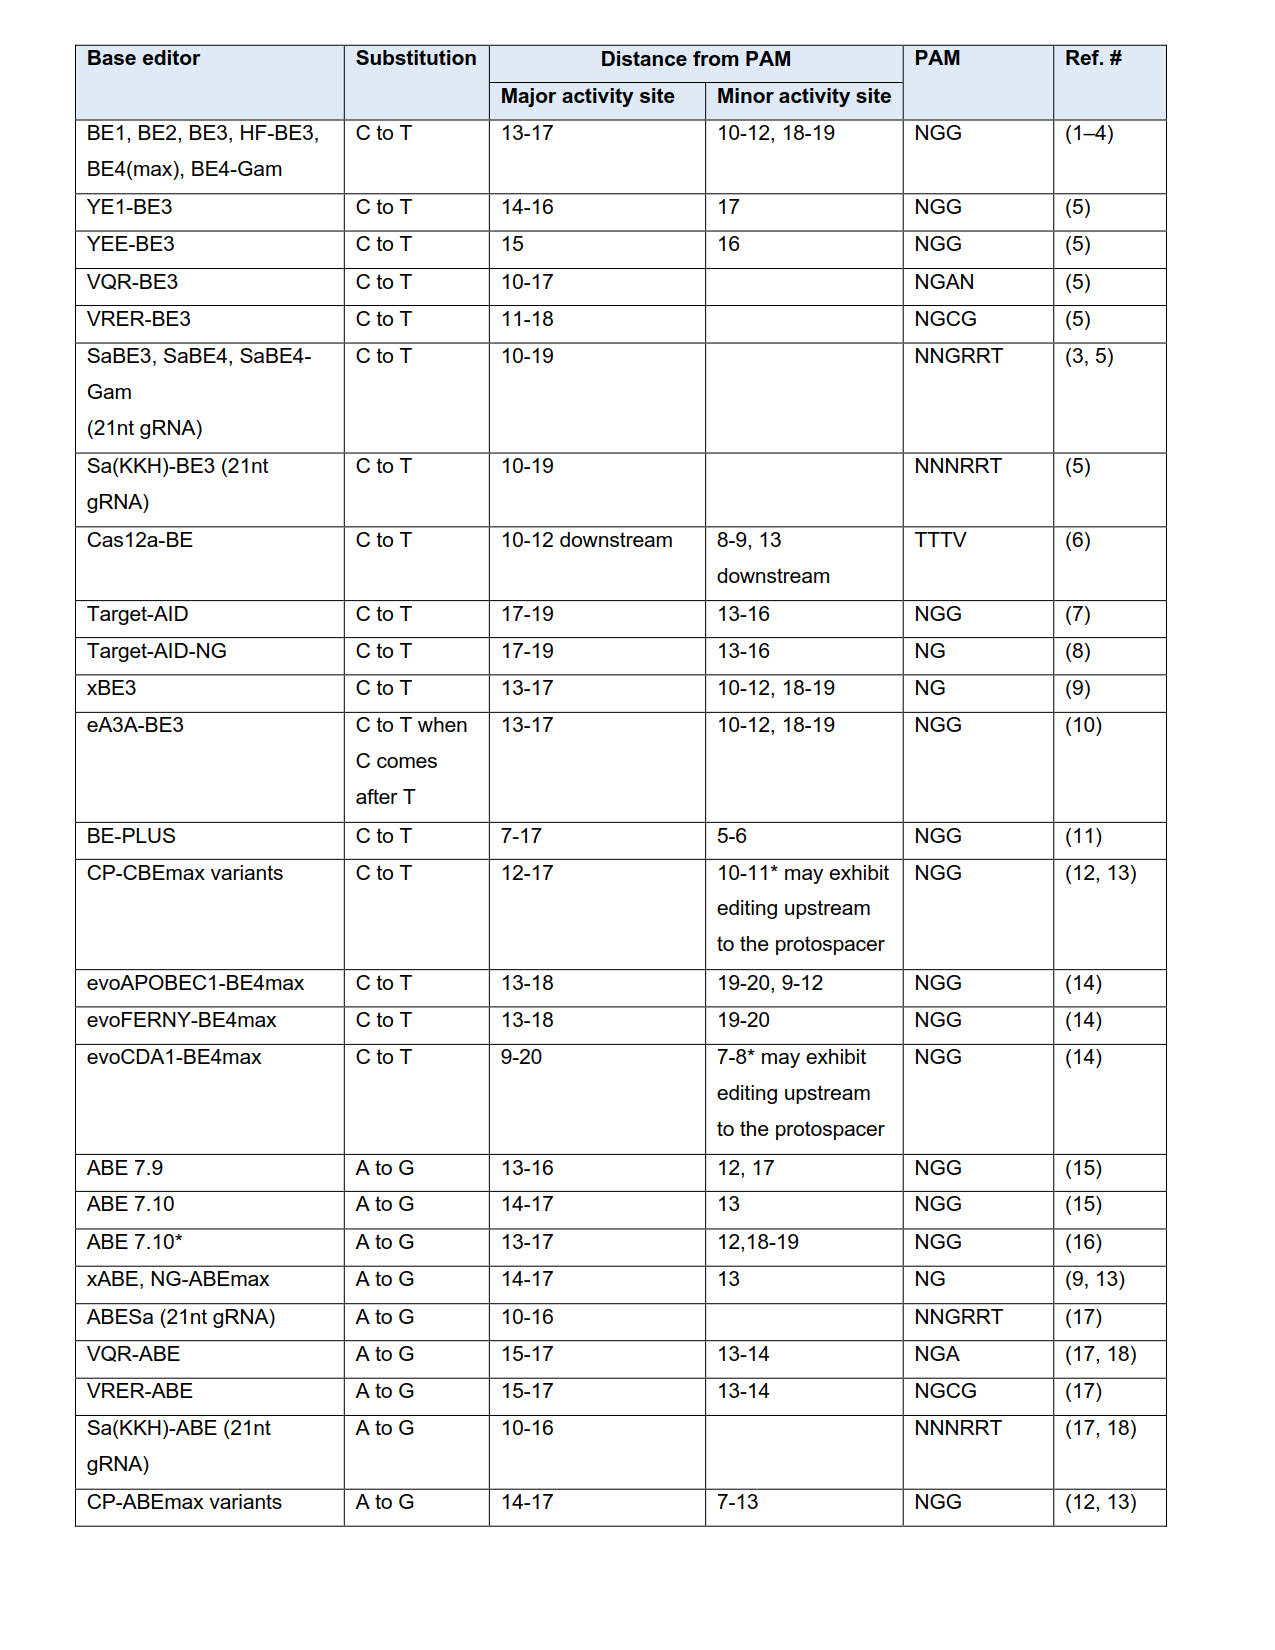 Base editor Substitution Distance from PAM PAM Ref. #
Major activity site Minor activity site
BE1, BE2, BE3, HF-BE3, C to T 13-17 10-12, 18-19 NGG (1–4)
BE4(max), BE4-Gam
YE1-BE3 C to T 14-16 17 NGG (5)
YEE-BE3 C to T 15 16 NGG (5)
VQR-BE3 C to T 10-17 NGAN (5)
VRER-BE3 C to T 11-18 NGCG (5)
SaBE3, SaBE4, SaBE4- C to T 10-19 NNGRRT (3, 5)
Gam
(21nt gRNA)
Sa(KKH)-BE3 (21nt C to T 10-19 NNNRRT (5)
gRNA)
Cas12a-BE C to T 10-12 downstream 8-9, 13 TTTV (6)
downstream
Target-AID C to T 17-19 13-16 NGG (7)
Target-AID-NG C to T 17-19 13-16 NG (8)
xBE3 C to T 13-17 10-12, 18-19 NG (9)
eA3A-BE3 C to T when 13-17 10-12, 18-19 NGG (10)
C comes
after T
BE-PLUS C to T 7-17 5-6 NGG (11)
CP-CBEmax variants C to T 12-17 10-11* may exhibit NGG (12, 13)
editing upstream
to the protospacer
evoAPOBEC1-BE4max C to T 13-18 19-20, 9-12 NGG (14)
evoFERNY-BE4max C to T 13-18 19-20 NGG (14)
evoCDA1-BE4max C to T 9-20 7-8* may exhibit NGG (14)
editing upstream
to the protospacer
ABE 7.9 A to G 13-16 12, 17 NGG (15)
ABE 7.10 A to G 14-17 13 NGG (15)
ABE 7.10* A to G 13-17 12,18-19 NGG (16)
xABE, NG-ABEmax A to G 14-17 13 NG (9, 13)
ABESa (21nt gRNA) A to G 10-16 NNGRRT (17)
VQR-ABE A to G 15-17 13-14 NGA (17, 18)
VRER-ABE A to G 15-17 13-14 NGCG (17)
Sa(KKH)-ABE (21nt A to G 10-16 NNNRRT (17, 18)
gRNA)
CP-ABEmax variants A to G 14-17 7-13 NGG (12, 13)